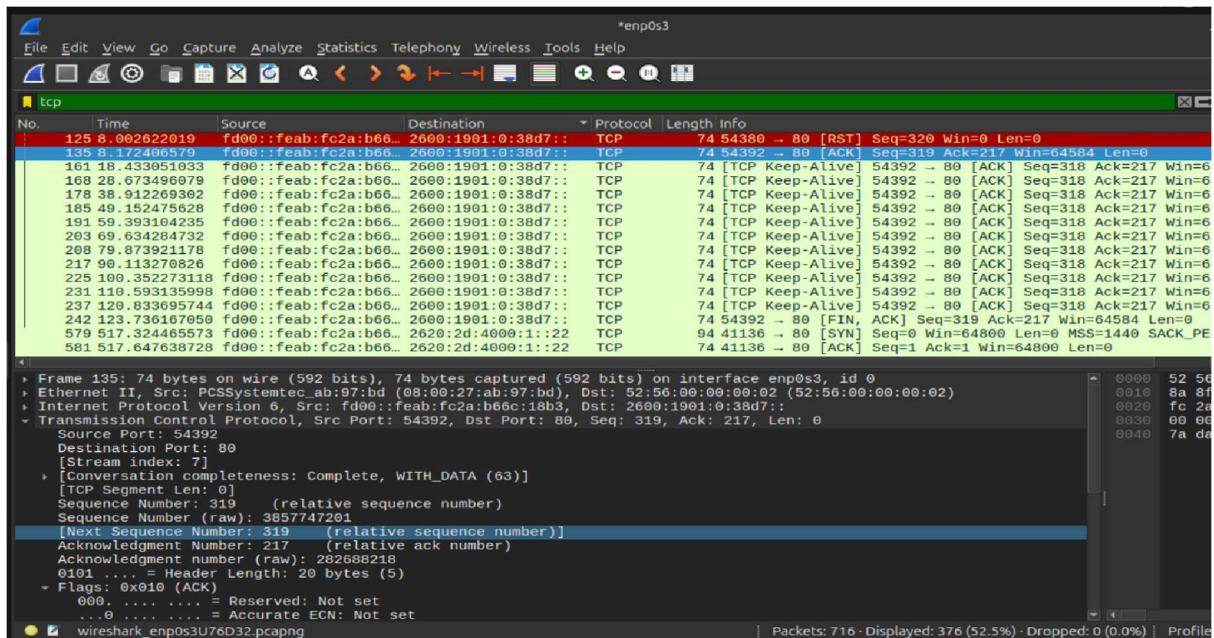 *enp0s3
File Edit View Go Capture Analyze Statistics Telephony Wireless Tools Help
tcp
No. Time Source Destination Protocol Length Info
125 8.002622019 fd00::feab:fc2a:b66… 2600:1901:0:38d7:: TCP 74 54380 → 80 [RST] Seq=320 Win=0 Len=0
135 8.172406579 fd00::feab:fc2a:b66… 2600:1901:0:38d7:: TCP 74 54392 → 80 [ACK] Seq=319 Ack=217 Win=64584 Len=0
161 18.433051033 fd00::feab:fc2a:b66… 2600:1901:0:38d7:: TCP 74 [TCP Keep-Alive] 54392 → 80 [ACK] Seq=318 Ack=217 Win=6
168 28.673496079 fd00::feab:fc2a:b66… 2600:1901:0:38d7:: TCP 74 [TCP Keep-Alive] 54392 → 80 [ACK] Seq=318 Ack=217 Win=6
178 38.912269302 fd00::feab:fc2a:b66… 2600:1901:0:38d7:: TCP 74 [TCP Keep-Alive] 54392 → 80 [ACK] Seq=318 Ack=217 Win=6
185 49.152475628 fd00::feab:fc2a:b66… 2600:1901:0:38d7:: TCP 74 [TCP Keep-Alive] 54392 → 80 [ACK] Seq=318 Ack=217 Win=6
191 59.393104235 fd00::feab:fc2a:b66… 2600:1901:0:38d7:: TCP 74 [TCP Keep-Alive] 54392 → 80 [ACK] Seq=318 Ack=217 Win=6
203 69.634284732 fd00::feab:fc2a:b66… 2600:1901:0:38d7:: TCP 74 [TCP Keep-Alive] 54392 → 80 [ACK] Seq=318 Ack=217 Win=6
208 79.873921178 fd00::feab:fc2a:b66… 2600:1901:0:38d7:: TCP 74 [TCP Keep-Alive] 54392 → 80 [ACK] Seq=318 Ack=217 Win=6
217 90.113270826 fd00::feab:fc2a:b66… 2600:1901:0:38d7:: TCP 74 [TCP Keep-Alive] 54392 → 80 [ACK] Seq=318 Ack=217 Win=6
225 100.352273118 fd00::feab:fc2a:b66… 2600:1901:0:38d7:: TCP 74 [TCP Keep-Alive] 54392 → 80 [ACK] Seq=318 Ack=217 Win=6
231 110.593135998 fd00::feab:fc2a:b66… 2600:1901:0:38d7:: TCP 74 [TCP Keep-Alive] 54392 → 80 [ACK] Seq=318 Ack=217 Win=6
237 120.833695744 fd00::feab:fc2a:b66… 2600:1901:0:38d7:: TCP 74 [TCP Keep-Alive] 54392 → 80 [ACK] Seq=318 Ack=217 Win=6
242 123.736167050 fd00::feab:fc2a:b66… 2600:1901:0:38d7:: TCP 74 54392 → 80 [FIN, ACK] Seq=319 Ack=217 Win=64584 Len=0
579 517.324465573 fd00::feab:fc2a:b66… 2620:2d:4000:1::22 TCP 94 41136 → 80 [SYN] Seq=0 Win=64800 Len=0 MSS=1440 SACK_PE
581 517.647638728 fd00::feab:fc2a:b66… 2620:2d:4000:1::22 TCP 74 41136 → 80 [ACK] Seq=1 Ack=1 Win=64800 Len=0
Frame 135: 74 bytes on wire (592 bits), 74 bytes captured (592 bits) on interface enp0s3, id 0
Ethernet II, Src: PCSSystemtec_ab:97:bd (08:00:27:ab:97:bd), Dst: 52:56:00:00:00:02 (52:56:00:00:00:02)
Internet Protocol Version 6, Src: fd00::feab:fc2a:b66c:18b3, Dst: 2600:1901:0:38d7::
Transmission Control Protocol, Src Port: 54392, Dst Port: 80, Seq: 319, Ack: 217, Len: 0
Source Port: 54392
Destination Port: 80
[Stream index: 7]
[Conversation completeness: Complete, WITH_DATA (63)]
[TCP Segment Len: 0]
Sequence Number: 319 (relative sequence number)
Sequence Number (raw): 3857747201
[Next Sequence Number: 319 (relative sequence number)]
Acknowledgment Number: 217 (relative ack number)
Acknowledgment number (raw): 282688218
0101 .... = Header Length: 20 bytes (5)
Flags: 0x010 (ACK)
000. .... .... = Reserved: Not set
...0 .... .... = Accurate ECN: Not set
0000 52 56
0010 8a 8f
0020 fc 2a
0030 00 00
0040 7a da
wireshark_enp0s3U76D32.pcapng Packets: 716 · Displayed: 376 (52.5%) · Dropped: 0 (0.0%) Profile